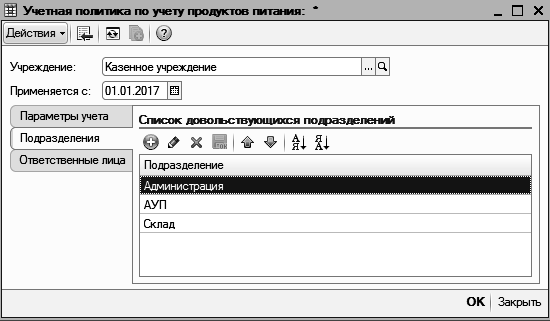 Учетная политика по учету продуктов питания: *
Действия
Учреждение: Казенное учреждение ...
Применяется с: 01.01.2017
Параметры учета
Подразделения
Ответственные лица
Список довольствующихся подразделений
Подразделение
Администрация
АУП
Склад
OK Закрыть